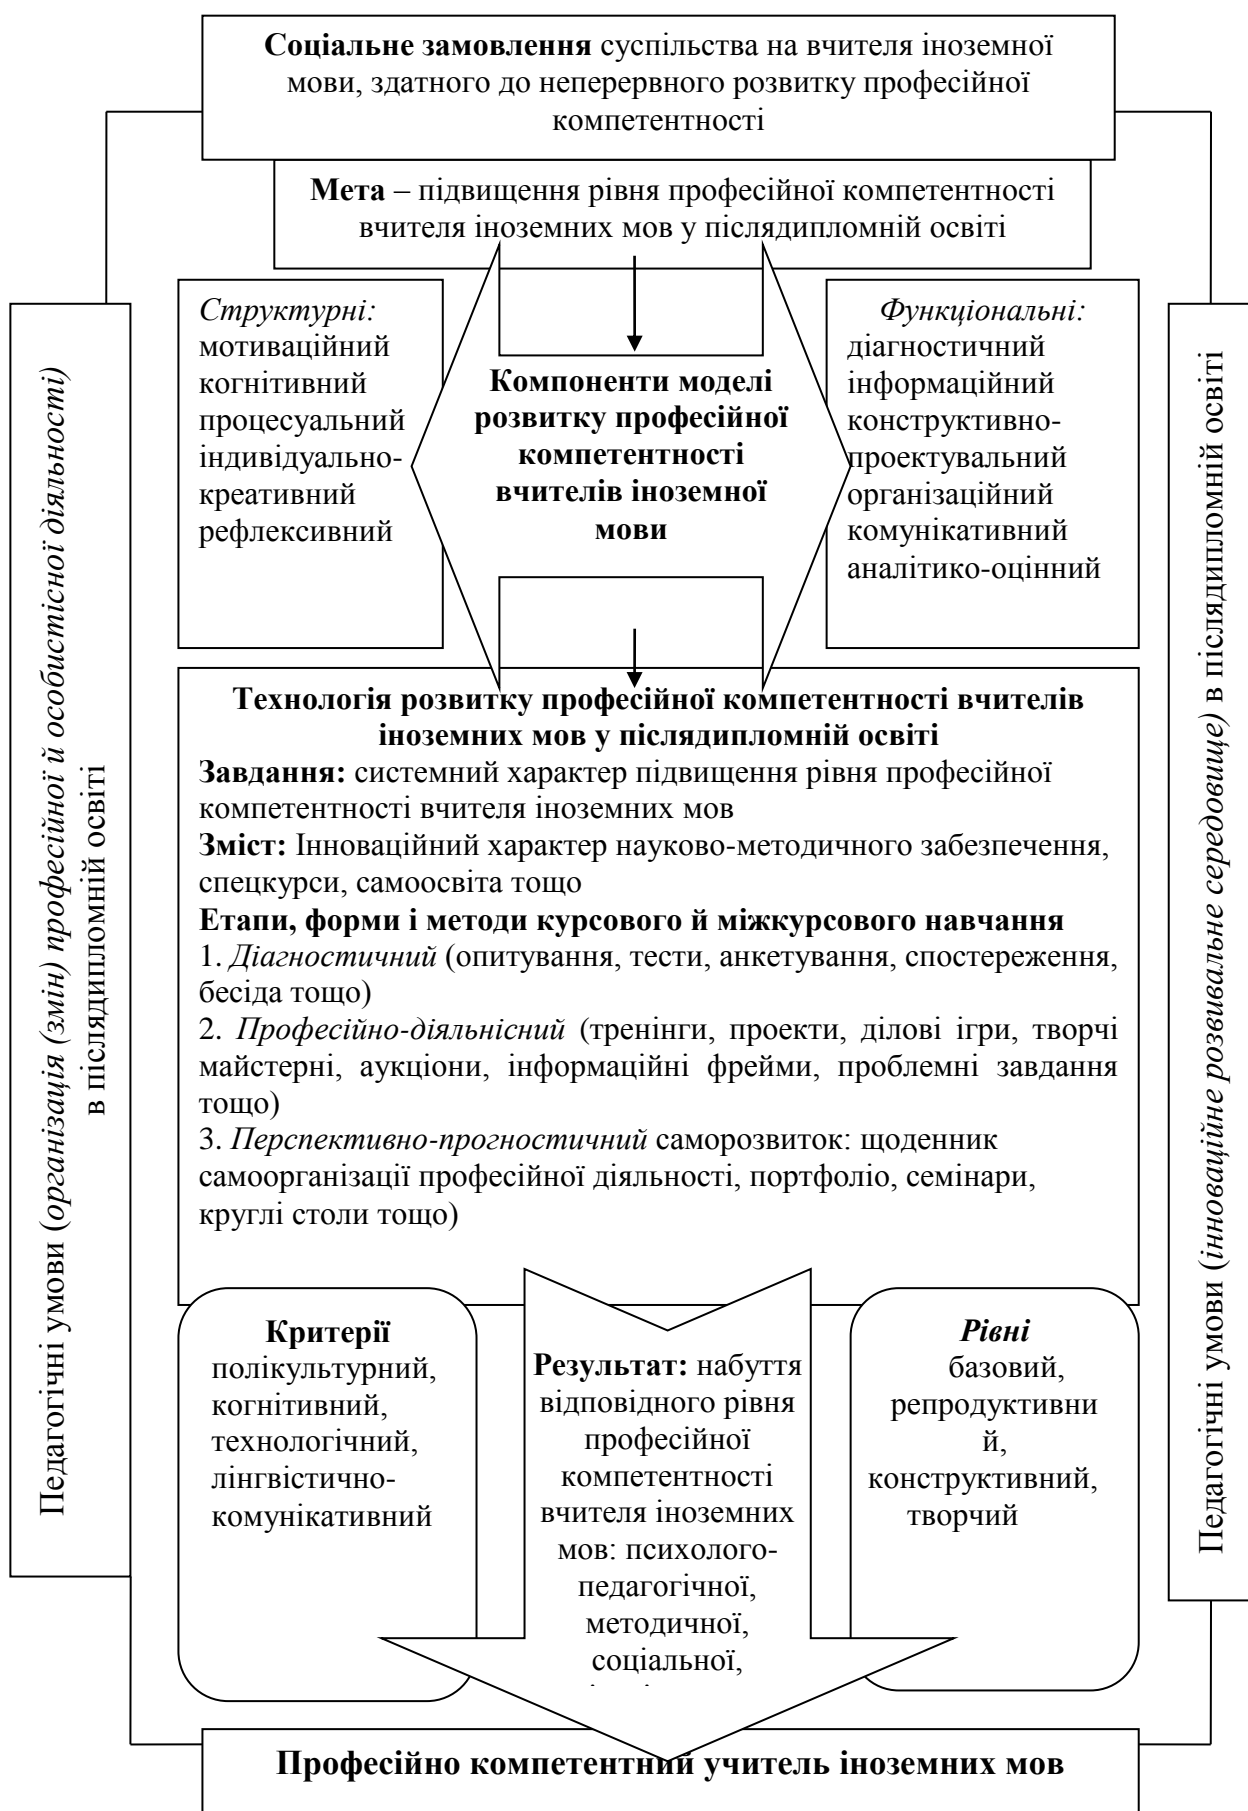 Соціальне замовлення суспільства на вчителя іноземної
мови, здатного до неперервного розвитку професійної
компетентності
Мета – підвищення рівня професійної компетентності
вчителя іноземних мов у післядипломній освіті
Педагогічні умови (організація (змін) професійної й особистісної діяльності)
в післядипломній освіті
Структурні:
мотиваційний
когнітивний
процесуальний
індивідуально-
креативний
рефлексивний
Компоненти моделі
розвитку професійної
компетентності
вчителів іноземної
мови
Функціональні:
діагностичний
інформаційний
конструктивно-
проектувальний
організаційний
комунікативний
аналітико-оцінний
Педагогічні умови (інноваційне розвивальне середовище) в післядипломній освіті
Технологія розвитку професійної компетентності вчителів
іноземних мов у післядипломній освіті
Завдання: системний характер підвищення рівня професійної
компетентності вчителя іноземних мов
Зміст: Інноваційний характер науково-методичного забезпечення,
спецкурси, самоосвіта тощо
Етапи, форми і методи курсового й міжкурсового навчання
1. Діагностичний (опитування, тести, анкетування, спостереження,
бесіда тощо)
2. Професійно-діяльнісний (тренінги, проекти, ділові ігри, творчі
майстерні, аукціони, інформаційні фрейми, проблемні завдання
тощо)
3. Перспективно-прогностичний саморозвиток: щоденник
самоорганізації професійної діяльності, портфоліо, семінари,
круглі столи тощо)
Критерії
полікультурний,
когнітивний,
технологічний,
лінгвістично-
комунікативний
Результат: набуття
відповідного рівня
професійної
компетентності
вчителя іноземних
мов: психолого-
педагогічної,
методичної,
соціальної,
Рівні
базовий,
репродуктивни
й,
конструктивний,
творчий
Професійно компетентний учитель іноземних мов